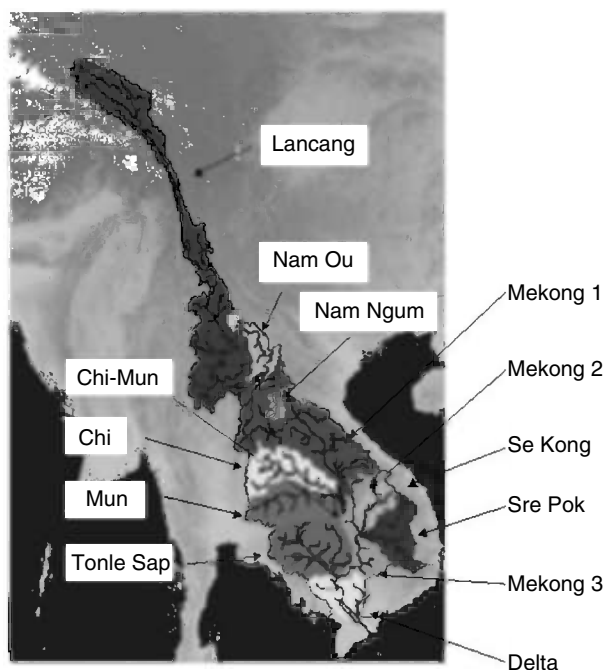 Lancang
Nam Ou
Nam Ngum
Mekong 1
Chi-Mun
Mekong 2
Chi
Se Kong
Mun
Sre Pok
Tonle Sap
Mekong 3
Delta